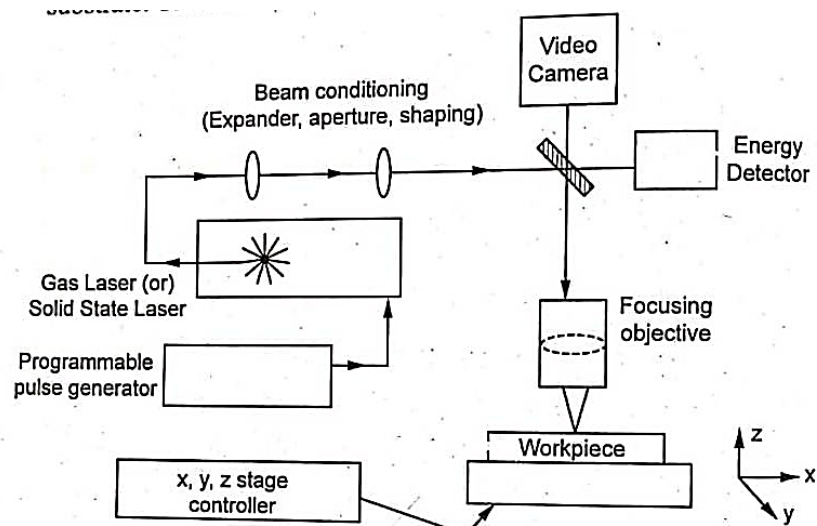 Video
Camera
Beam conditioning
(Expander, aperture, shaping)
Energy
Detector
Gas Laser (or)
Solid State Laser
Focusing
objective
Programmable
pulse generator
Workpiece
x, y, z stage
controller
z
x
y